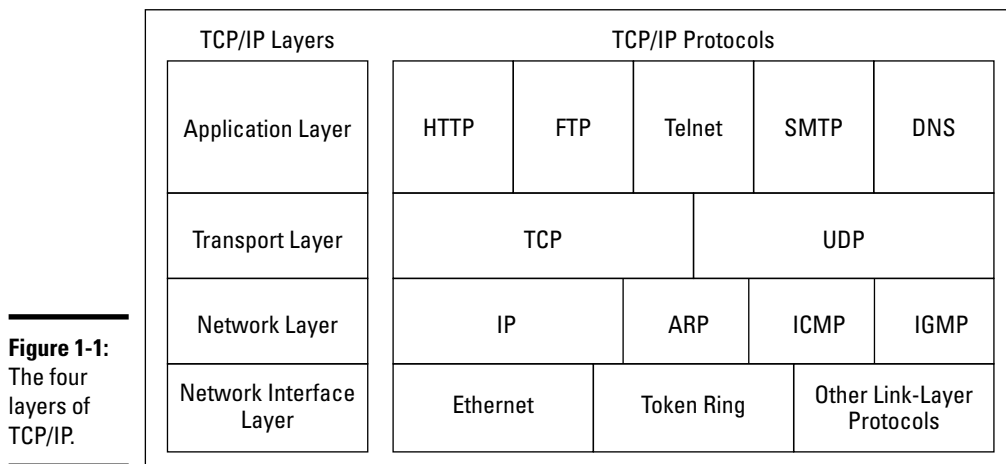 TCP/IP Layers
TCP/IP Protocols
Application Layer
HTTP
FTP
Telnet
SMTP
DNS
Transport Layer
TCP
UDP
Network Layer
IP
ARP
ICMP
IGMP
Network Interface
Layer
Ethernet
Token Ring
Other Link-Layer
Protocols
Figure 1-1:
The four
layers of
TCP/IP.